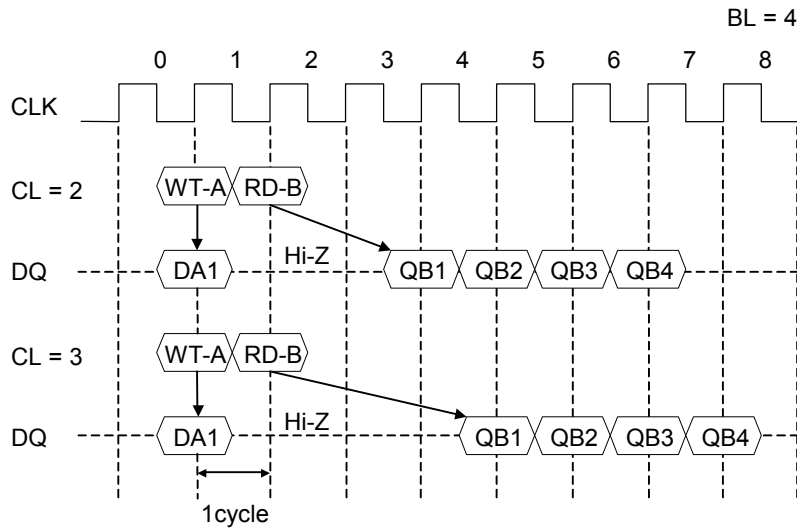 BL = 4
0 1 2 3 4 5 6 7 8
CLK
CL = 2 WT-A RD-B
DQ DA1 Hi-Z QB1 QB2 QB3 QB4
CL = 3 WT-A RD-B
DQ DA1 Hi-Z QB1 QB2 QB3 QB4
1cycle